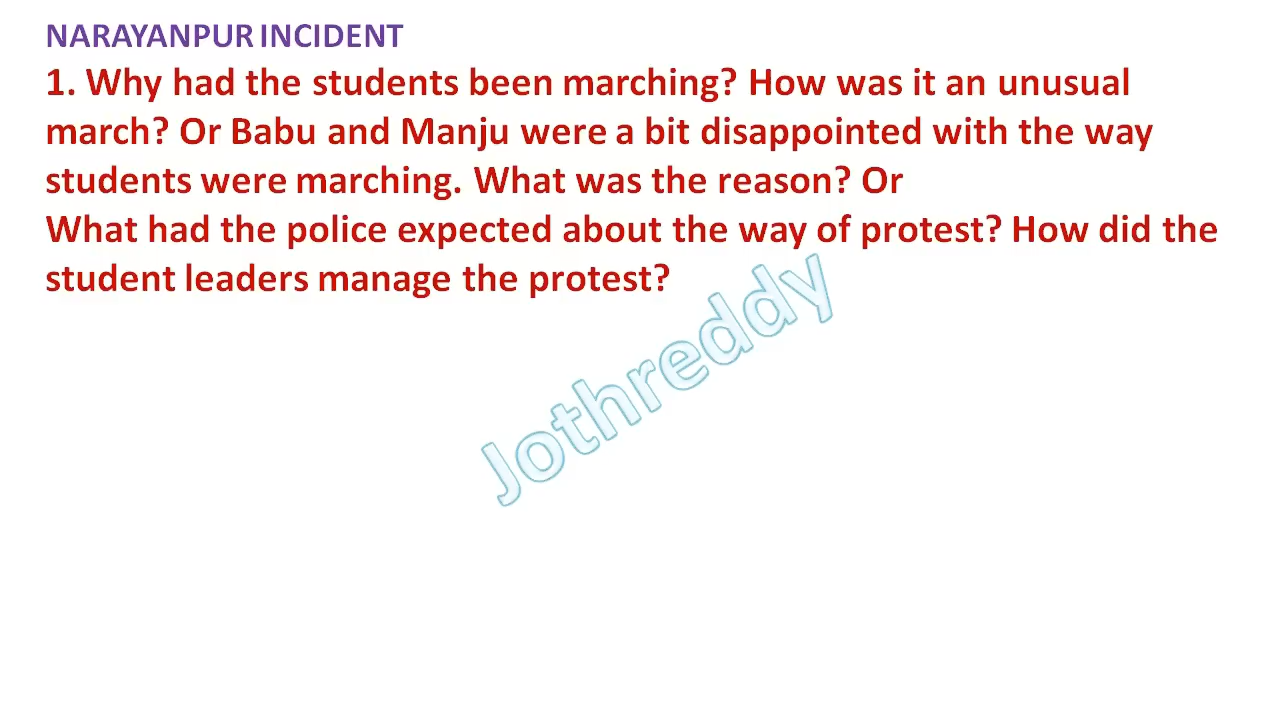 NARAYANPUR INCIDENT
1. Why had the students been marching? How was it an unusual
march? Or Babu and Manju were a bit disappointed with the way
students were marching. What was the reason? Or
What had the police expected about the way of protest? How did the
student leaders manage the protest?
Jothreddy